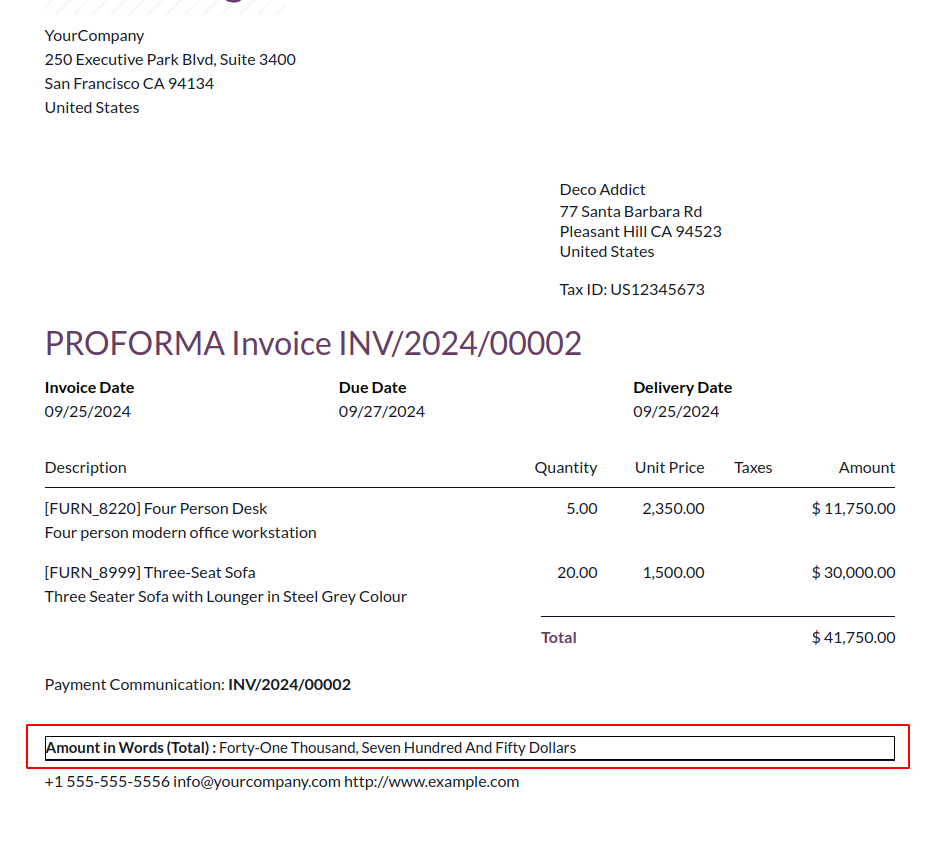 YourCompany
250 Executive Park Blvd, Suite 3400
San Francisco CA 94134
United States
Deco Addict
77 Santa Barbara Rd
Pleasant Hill CA 94523
United States
Tax ID: US12345673
PROFORMA Invoice INV/2024/00002
Invoice Date Due Date Delivery Date
09/25/2024 09/27/2024 09/25/2024
Description Quantity Unit Price Taxes Amount
[FURN_8220] Four Person Desk 5.00 2,350.00 $ 11,750.00
Four person modern office workstation
[FURN_8999] Three-Seat Sofa 20.00 1,500.00 $ 30,000.00
Three Seater Sofa with Lounger in Steel Grey Colour
Total $ 41,750.00
Payment Communication: INV/2024/00002
Amount in Words (Total) : Forty-One Thousand, Seven Hundred And Fifty Dollars
+1 555-555-5556 info@yourcompany.com http://www.example.com